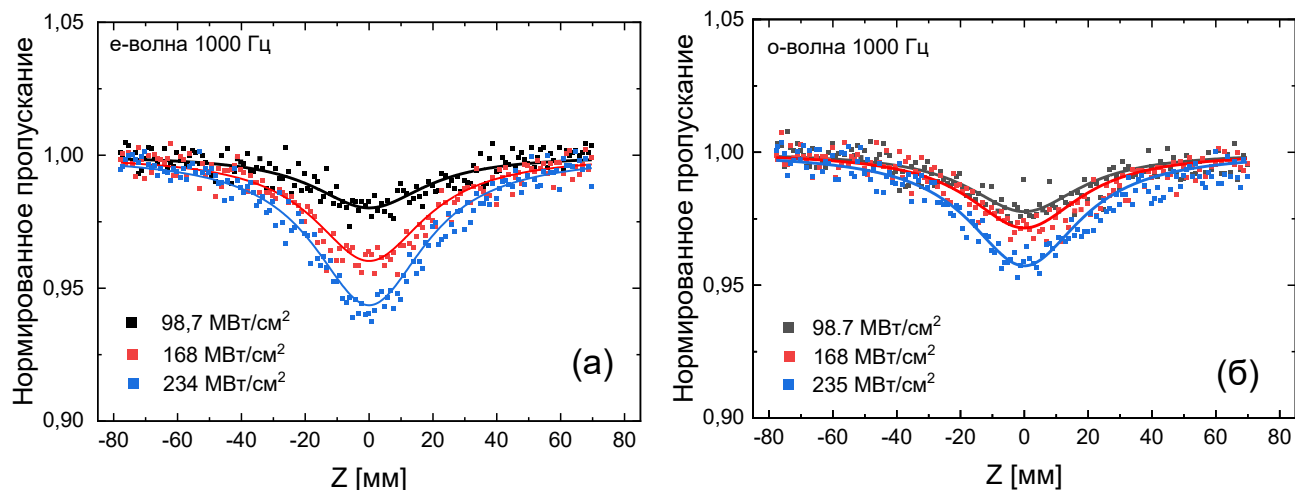 е-волна 1000 Гц
Нормированное пропускание
1,05
1,00
0,95
0,90
98,7 МВт/см²
168 МВт/см²
234 МВт/см²
(а)
-80 -60 -40 -20 0 20 40 60 80
Z [мм]
о-волна 1000 Гц
Нормированное пропускание
1,05
1,00
0,95
0,90
98.7 МВт/см²
168 МВт/см²
235 МВт/см²
(б)
-80 -60 -40 -20 0 20 40 60 80
Z [мм]